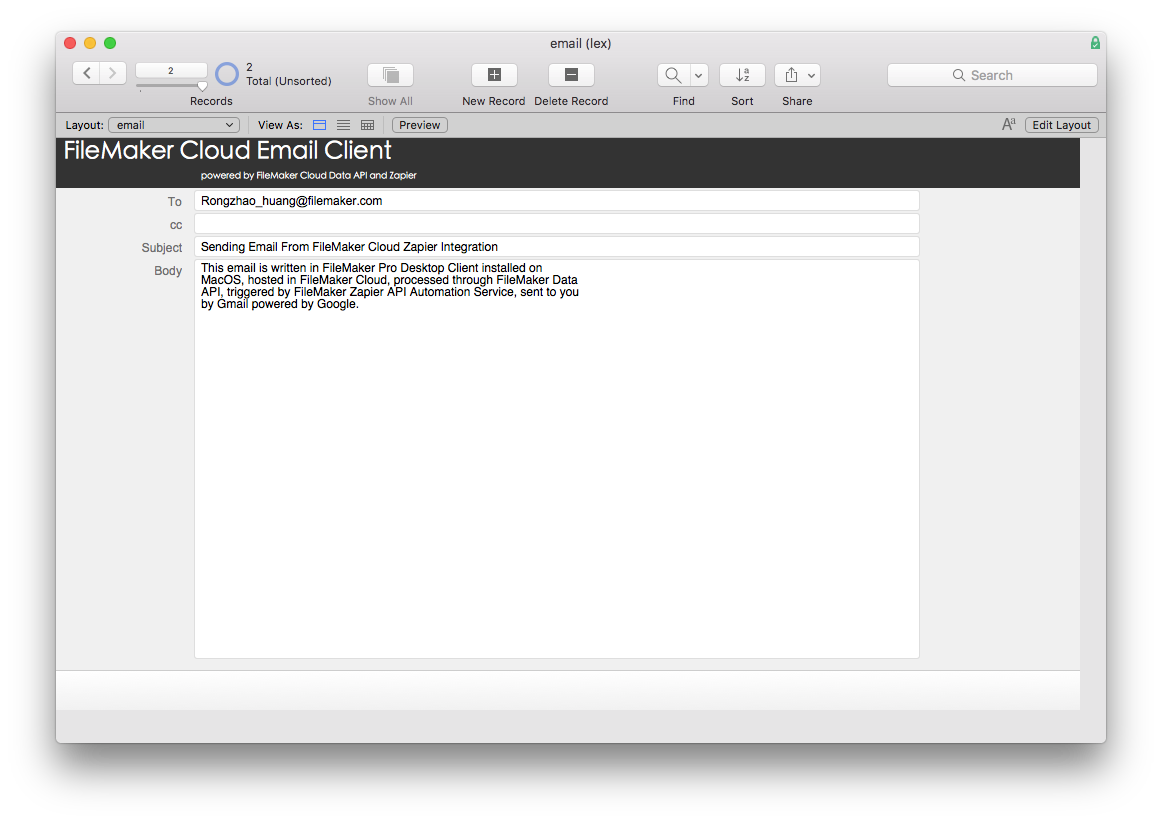 email (lex)
2
2
Total (Unsorted)
Records
Show All
New Record
Delete Record
Find
Sort
Share
Search
Layout: email
View As:
Preview
Aa
Edit Layout
FileMaker Cloud Email Client
powered by FileMaker Cloud Data API and Zapier
To
Rongzhao_huang@filemaker.com
cc
Subject
Sending Email From FileMaker Cloud Zapier Integration
Body
This email is written in FileMaker Pro Desktop Client installed on
MacOS, hosted in FileMaker Cloud, processed through FileMaker Data
API, triggered by FileMaker Zapier API Automation Service, sent to you
by Gmail powered by Google.